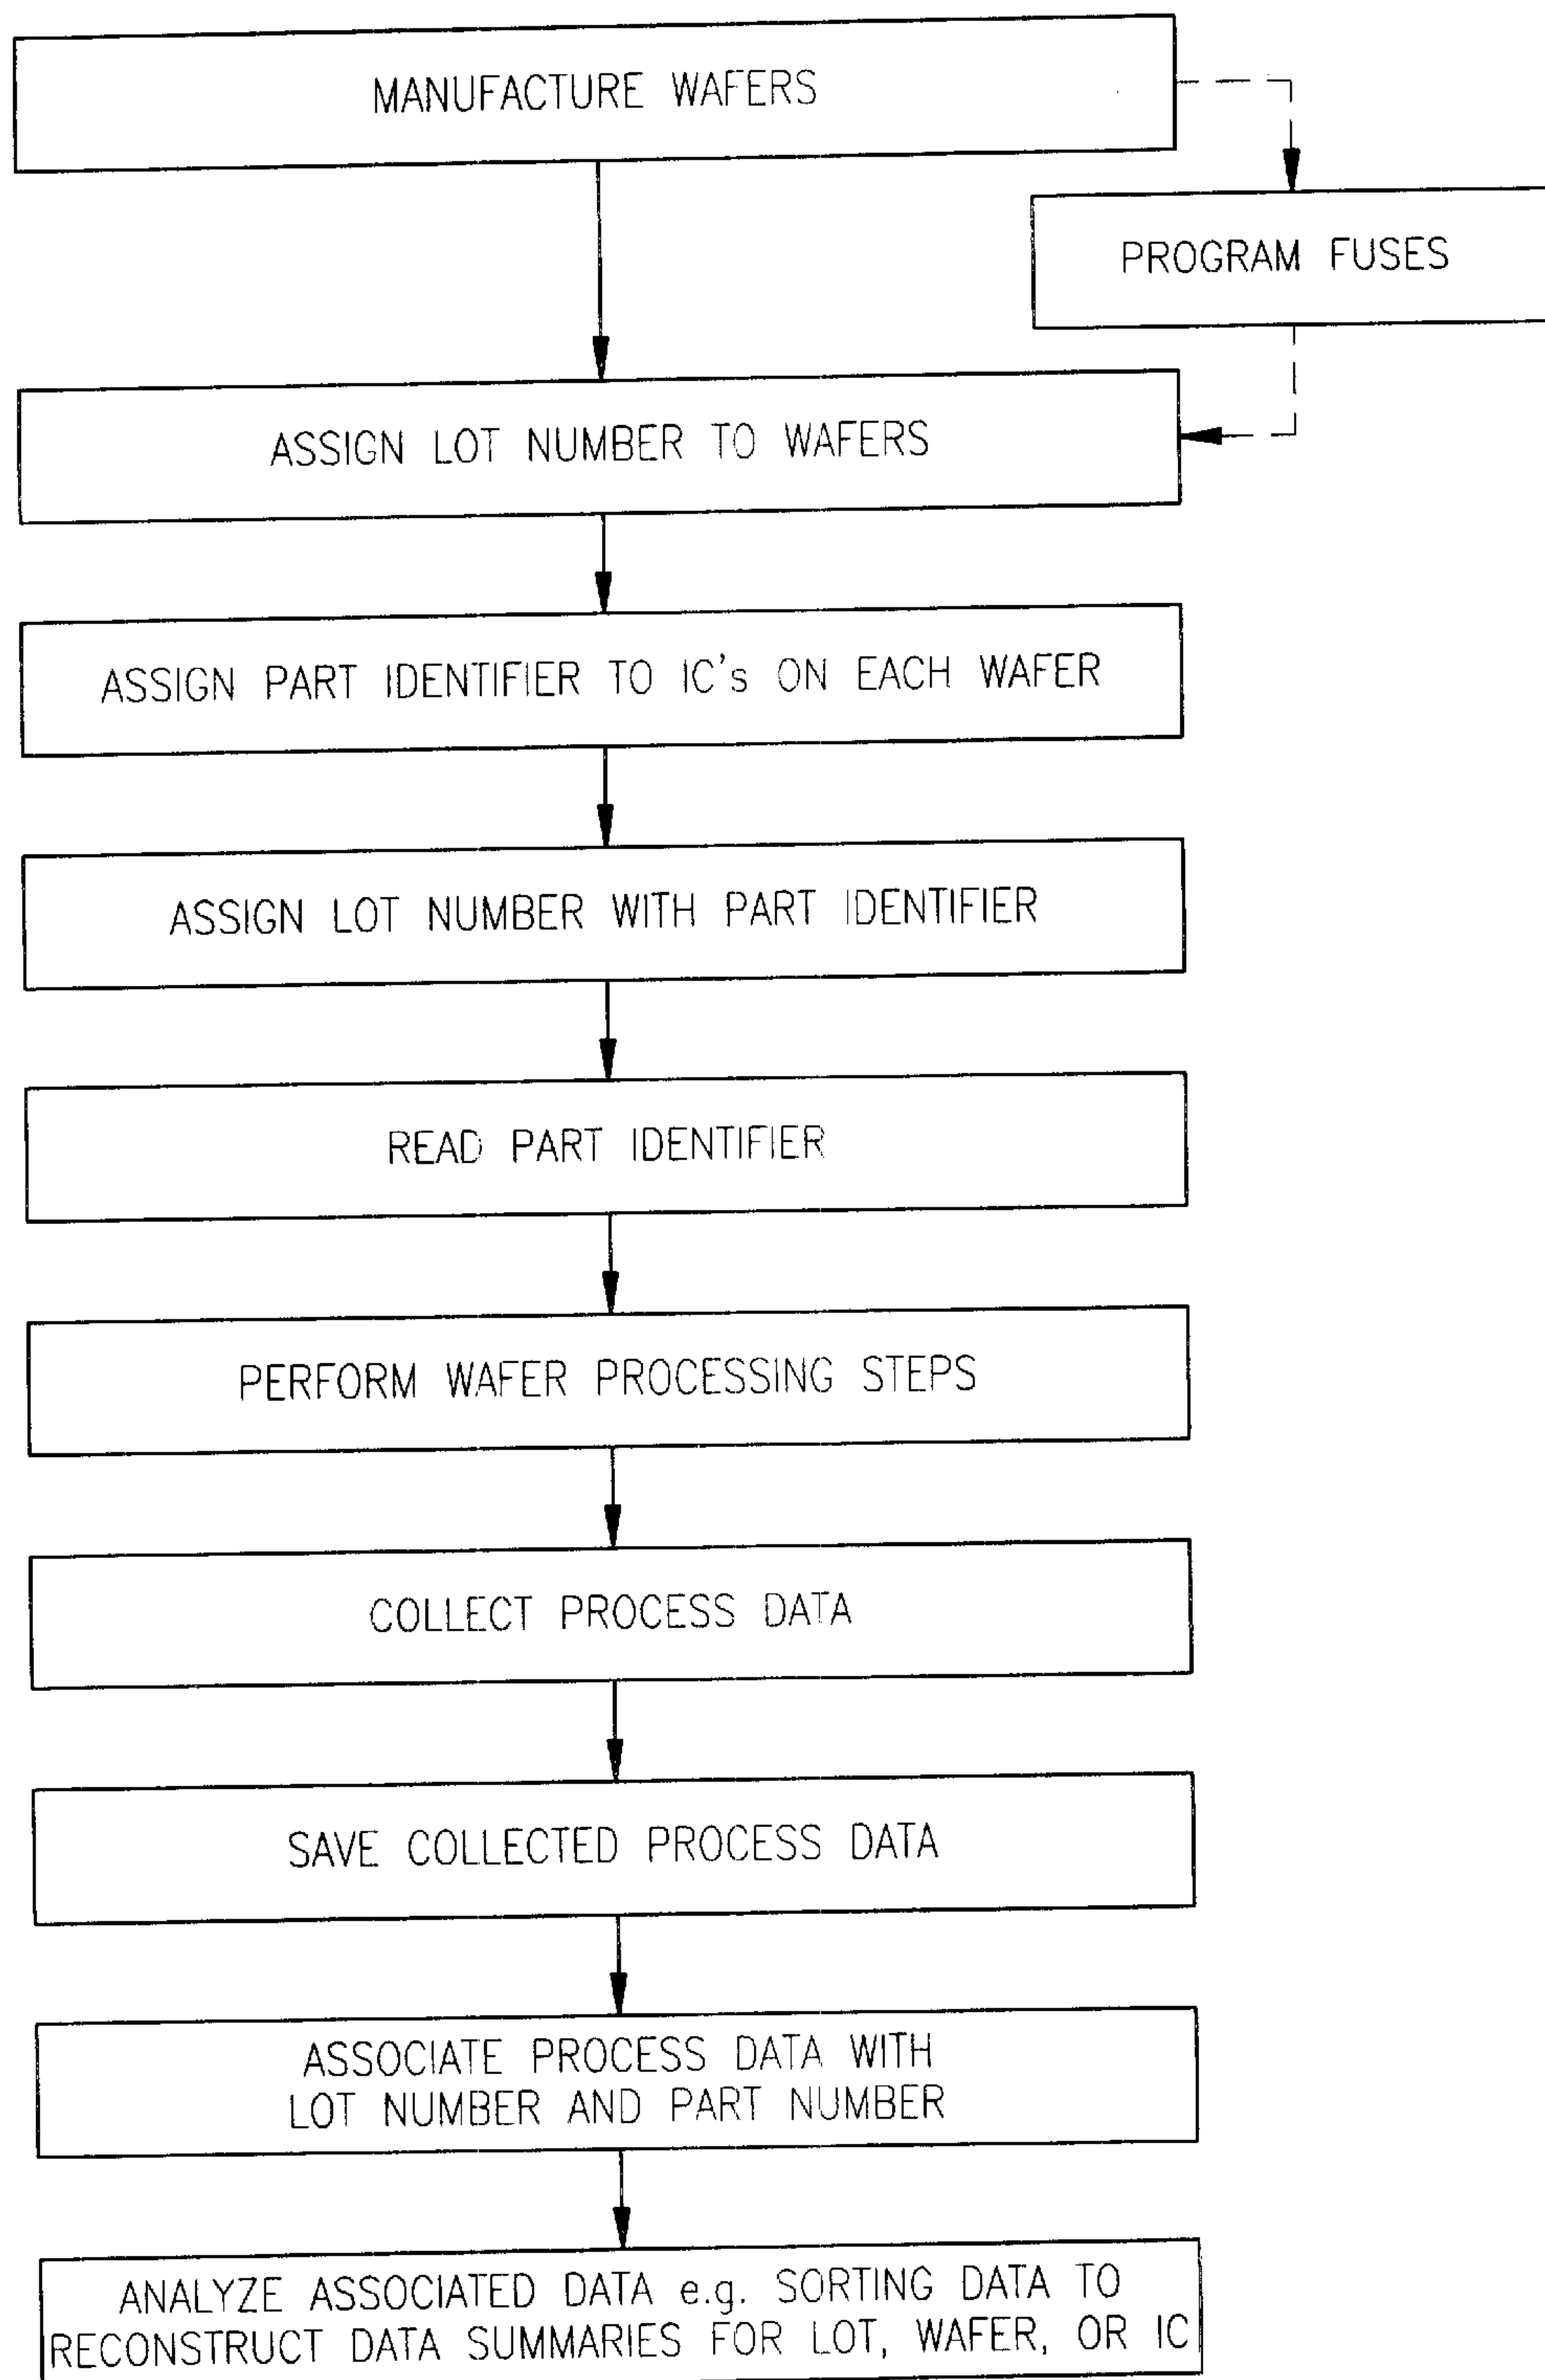 MANUFACTURE WAFERS
PROGRAM FUSES
ASSIGN LOT NUMBER TO WAFERS
ASSIGN PART IDENTIFIER TO IC's ON EACH WAFER
ASSIGN LOT NUMBER WITH PART IDENTIFIER
READ PART IDENTIFIER
PERFORM WAFER PROCESSING STEPS
COLLECT PROCESS DATA
SAVE COLLECTED PROCESS DATA
ASSOCIATE PROCESS DATA WITH
LOT NUMBER AND PART NUMBER
ANALYZE ASSOCIATED DATA e.g. SORTING DATA TO
RECONSTRUCT DATA SUMMARIES FOR LOT, WAFER, OR IC